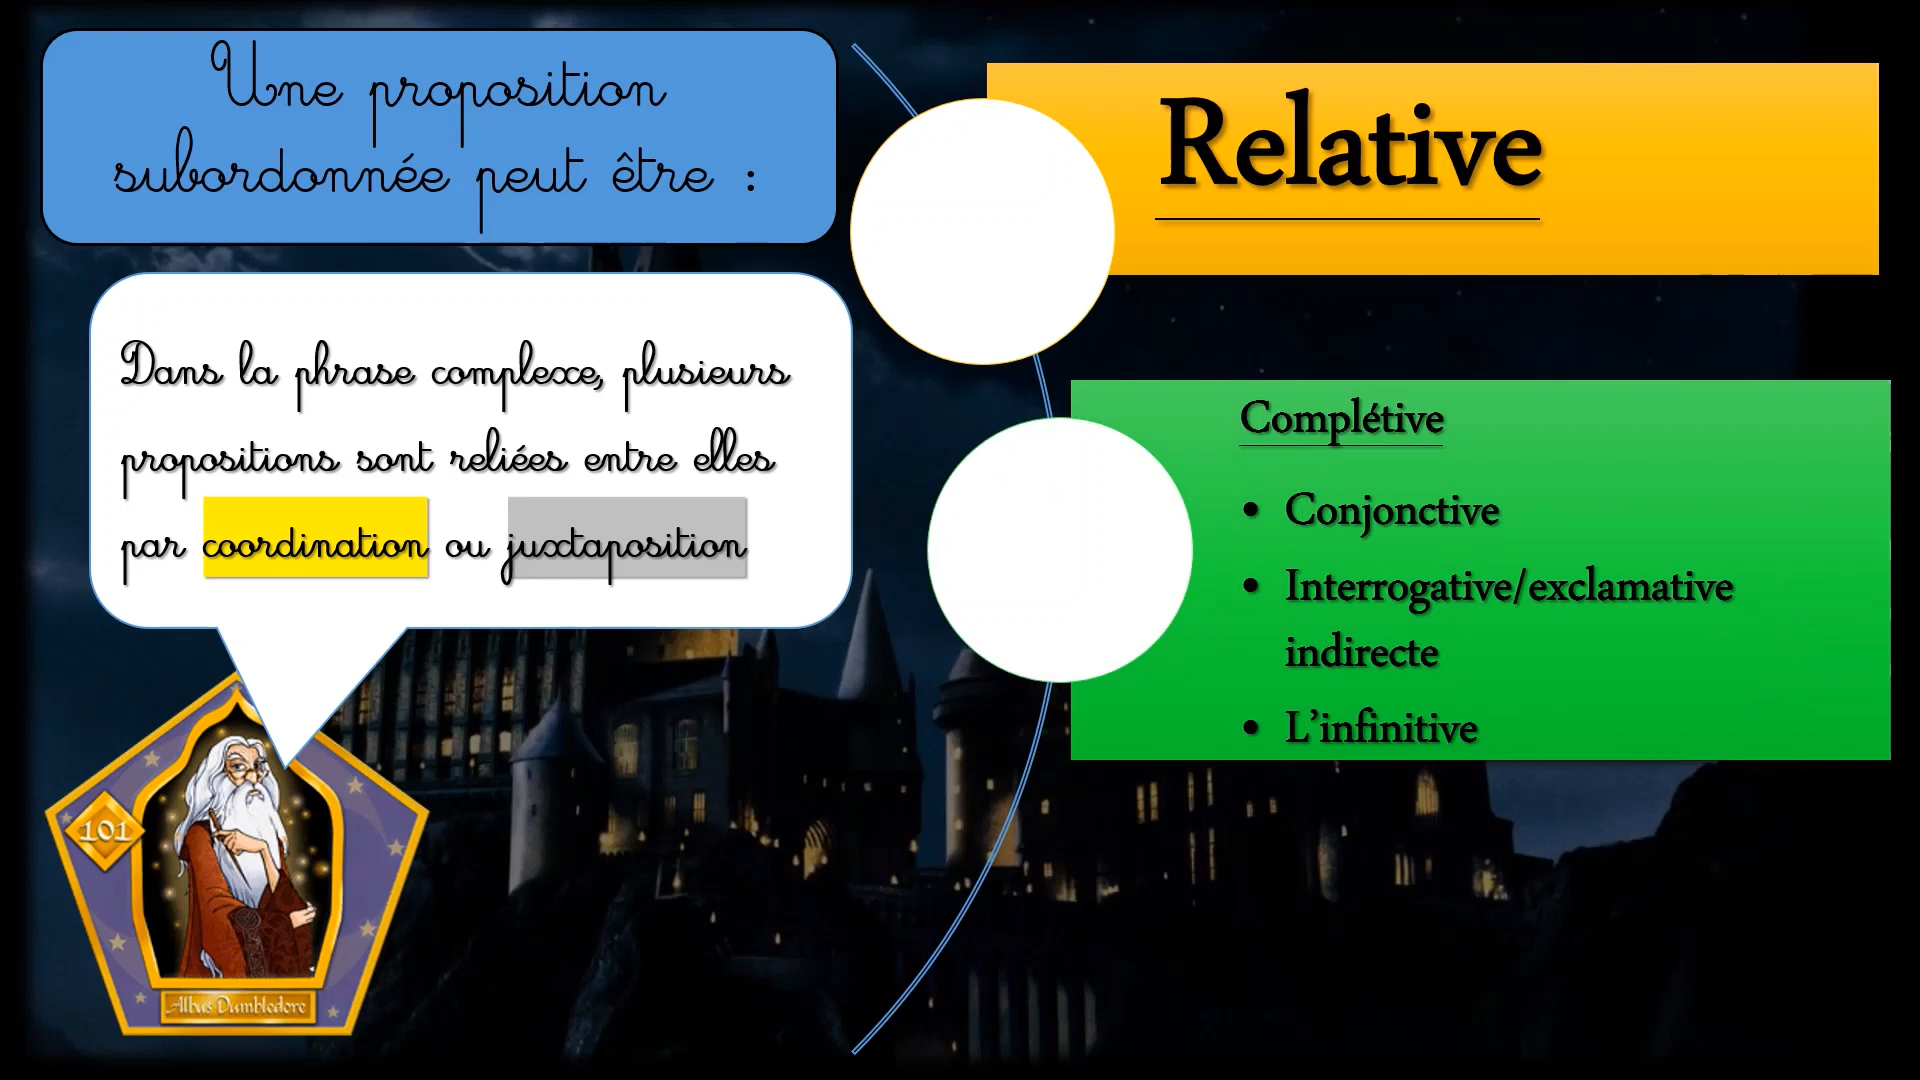 Une proposition
subordonnée peut être :
Dans la phrase complexe, plusieurs
propositions sont reliées entre elles
par coordination ou juxtaposition
101
Albus Dumbledore
Relative
Complétive
• Conjonctive
• Interrogative/exclamative
indirecte
• L’infinitive